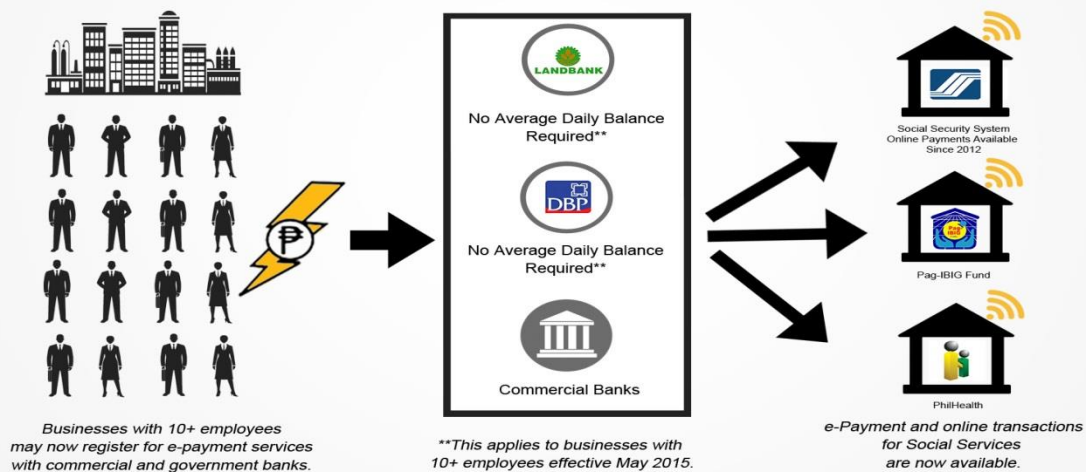 LANDBANK
No Average Daily Balance
Required**
DBP
No Average Daily Balance
Required**
Commercial Banks
₱
Businesses with 10+ employees
may now register for e-payment services
with commercial and government banks.
**This applies to businesses with
10+ employees effective May 2015.
Social Security System
Online Payments Available
Since 2012
Pag-IBIG
Pag-IBIG Fund
PhilHealth
e-Payment and online transactions
for Social Services
are now available.